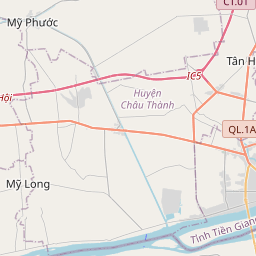 CT.01
Mỹ Phước
Tân H
IC5
Hội
Huyện
Châu Thành
QL.1A
Mỹ Long
Tỉnh Tiền Giang